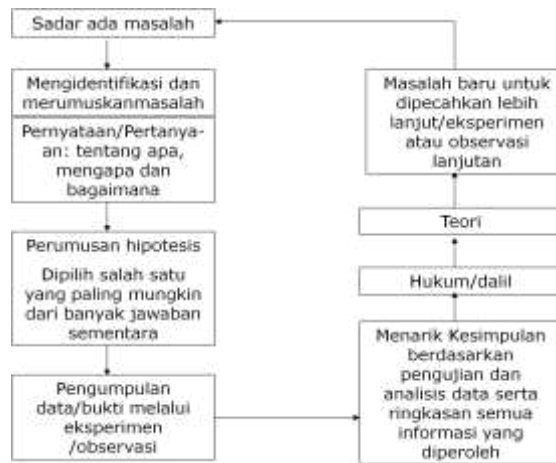 Sadar ada masalah
Mengidentifikasi dan
merumuskanmasalah
Pernyataan/Pertanya-
an: tentang apa,
mengapa dan
bagaimana
Perumusan hipotesis
Dipilih salah satu
yang paling mungkin
dari banyak jawaban
sementara
Pengumpulan
data/bukti melalui
eksperimen
/observasi
Menarik Kesimpulan
berdasarkan
pengujian dan
analisis data serta
ringkasan semua
informasi yang
diperoleh
Hukum/dalil
Teori
Masalah baru untuk
dipecahkan lebih
lanjut/eksperimen
atau observasi
lanjutan